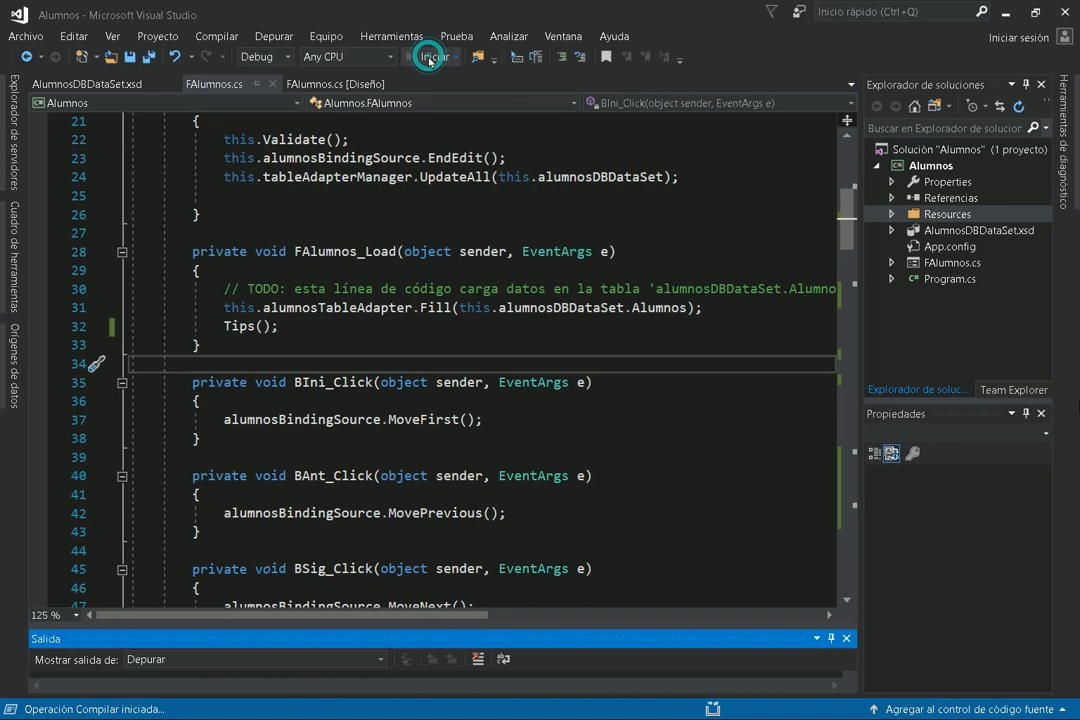 Alumnos - Microsoft Visual Studio
Inicio rápido (Ctrl+Q)
Archivo Editar Ver Proyecto Compilar Depurar Equipo Herramientas Prueba Analizar Ventana Ayuda
Iniciar sesión
Debug Any CPU Iniciar
AlumnosDBDataSet.xsd FAlumnos.cs FAlumnos.cs [Diseño]
Alumnos Alumnos.FAlumnos BIni_Click(object sender, EventArgs e)
Explorador de servidores
Cuadro de herramientas
Orígenes de datos
21 {
22 this.Validate();
23 this.alumnosBindingSource.EndEdit();
24 this.tableAdapterManager.UpdateAll(this.alumnosDBDataSet);
25
26 }
27
28 private void FAlumnos_Load(object sender, EventArgs e)
29 {
30 // TODO: esta línea de código carga datos en la tabla 'alumnosDBDataSet.Alumno
31 this.alumnosTableAdapter.Fill(this.alumnosDBDataSet.Alumnos);
32 Tips();
33 }
34
35 private void BIni_Click(object sender, EventArgs e)
36 {
37 alumnosBindingSource.MoveFirst();
38 }
39
40 private void BAnt_Click(object sender, EventArgs e)
41 {
42 alumnosBindingSource.MovePrevious();
43 }
44
45 private void BSig_Click(object sender, EventArgs e)
46 {
47 alumnosBindingSource.MoveNext();
125 %
Salida
Mostrar salida de: Depurar
Explorador de soluciones
Buscar en Explorador de solucion
Solución "Alumnos" (1 proyecto)
Alumnos
Properties
Referencias
Resources
AlumnosDBDataSet.xsd
App.config
FAlumnos.cs
Program.cs
Explorador de soluc... Team Explorer
Propiedades
Herramientas de diagnóstico
Operación Compilar iniciada...
Agregar al control de código fuente